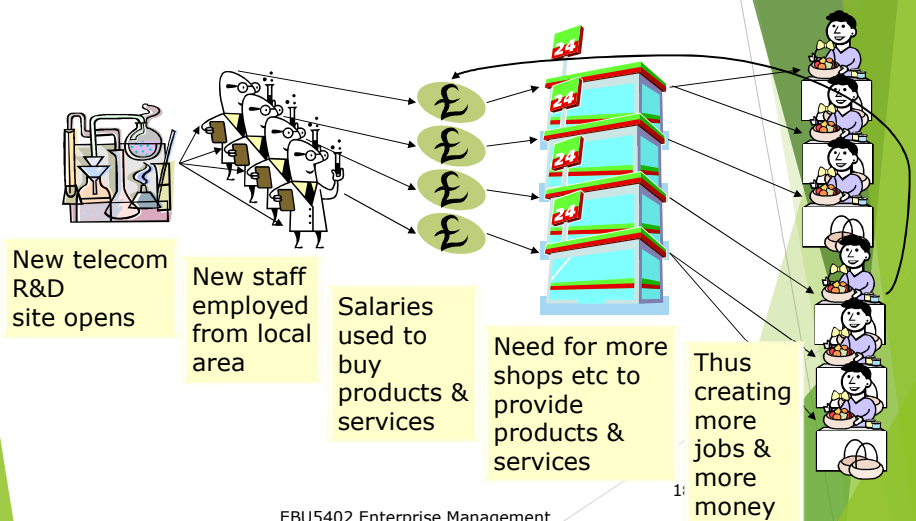 24
24
24
24
£
£
£
£
New telecom
R&D
site opens
New staff
employed
from local
area
Salaries
used to
buy
products &
services
Need for more
shops etc to
provide
products &
services
Thus
creating
more
jobs &
more
money
EBU5402 Enterprise Management